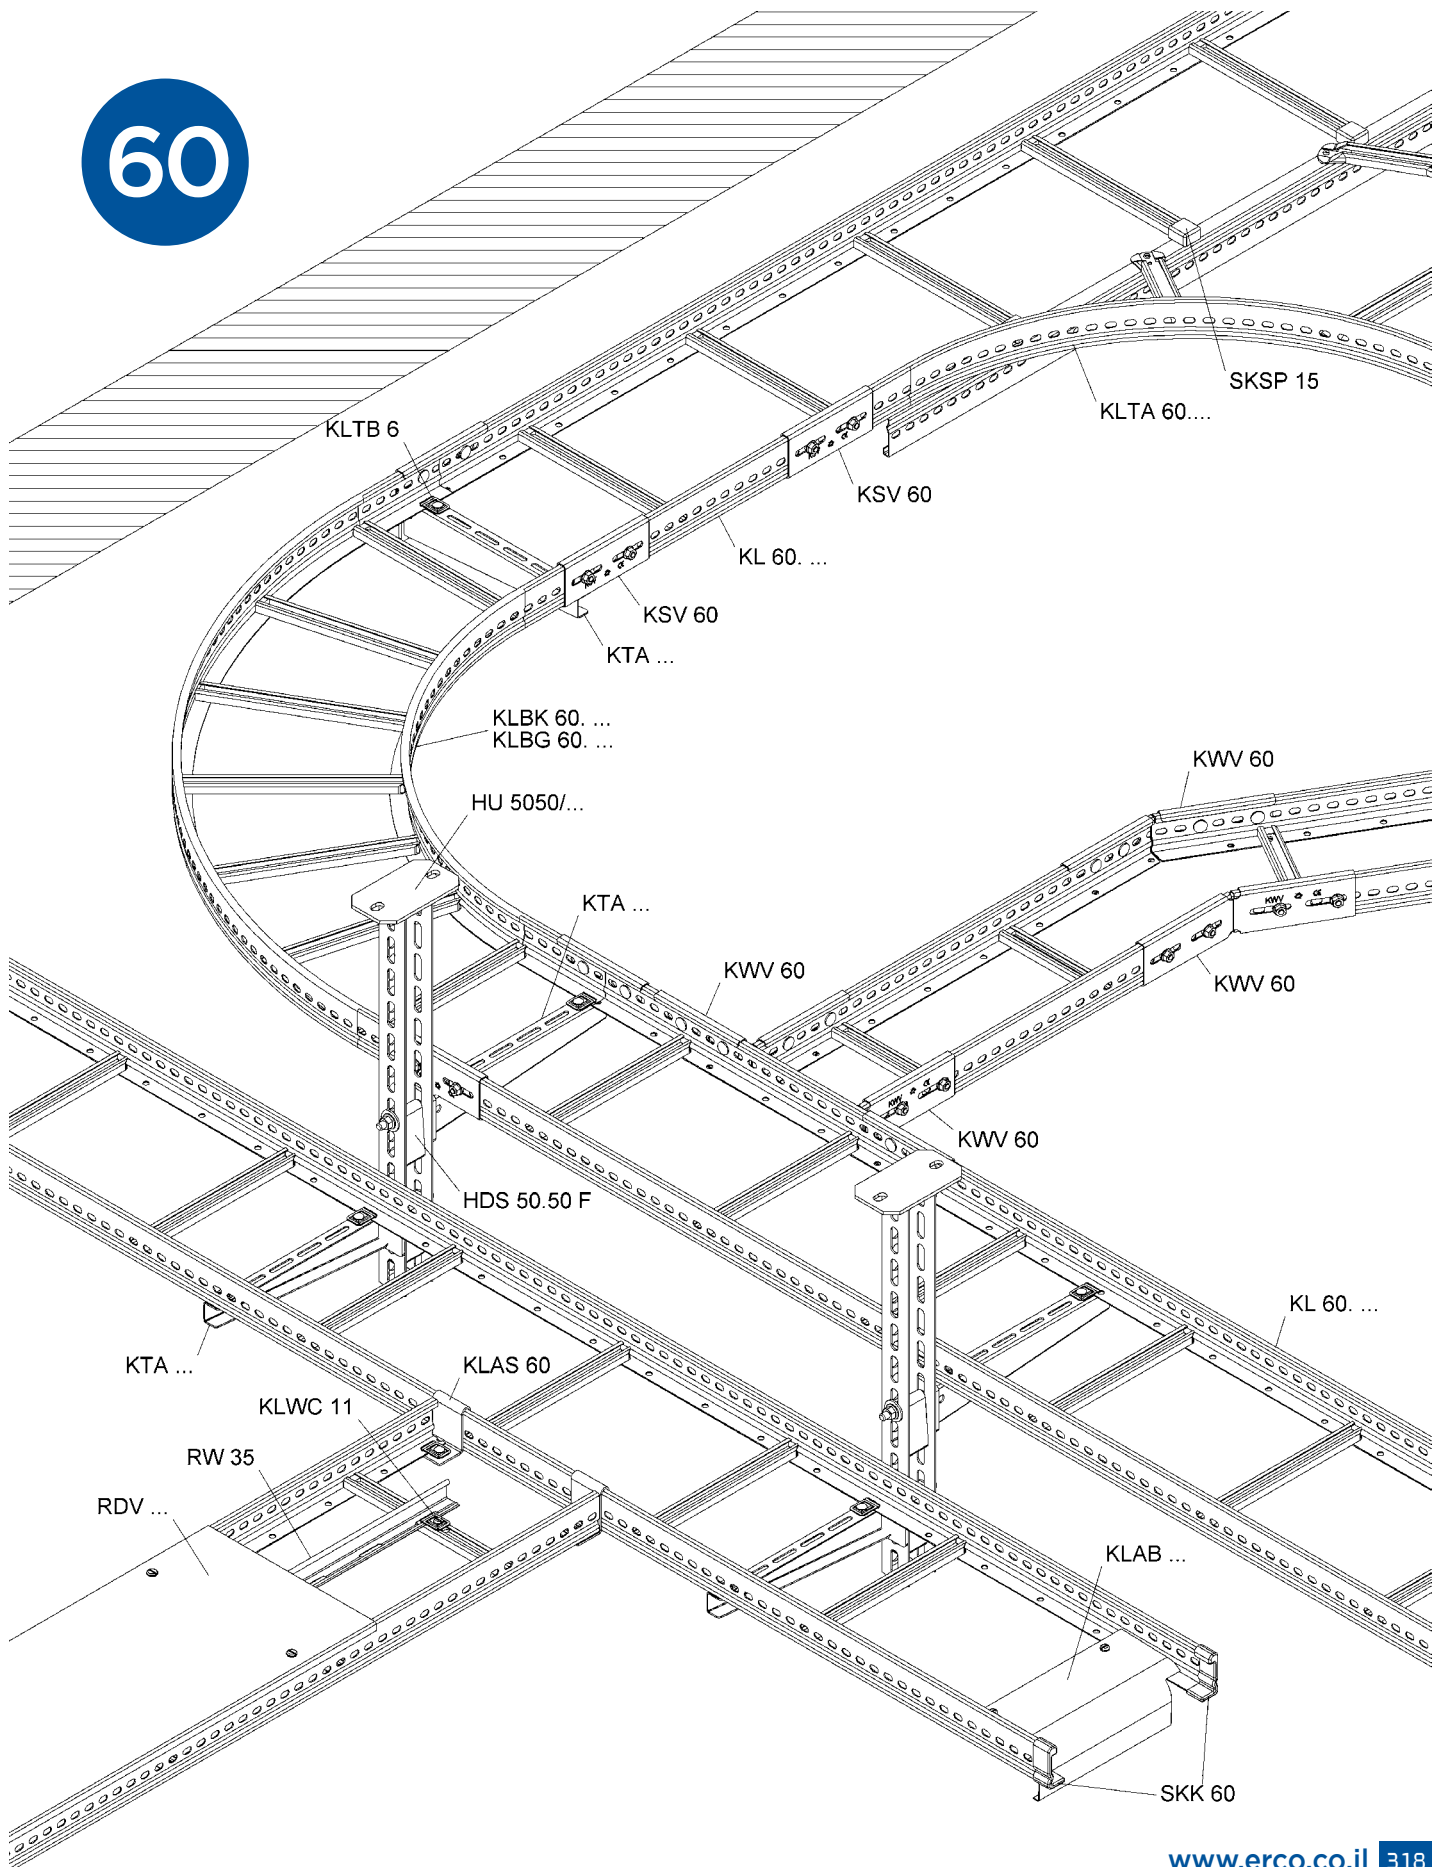 60
SKSP 15
KLTA 60....
KLTB 6
KSV 60
KL 60. ...
KSV 60
KTA ...
KLBK 60. ...
KLBG 60. ...
KWV 60
HU 5050/...
KTA ...
KWV
KWV 60
KWV 60
KWV
KWV 60
HDS 50.50 F
KL 60. ...
KTA ...
KLAS 60
KLWC 11
RW 35
RDV ...
KLAB ...
SKK 60
www.erco.co.il 318